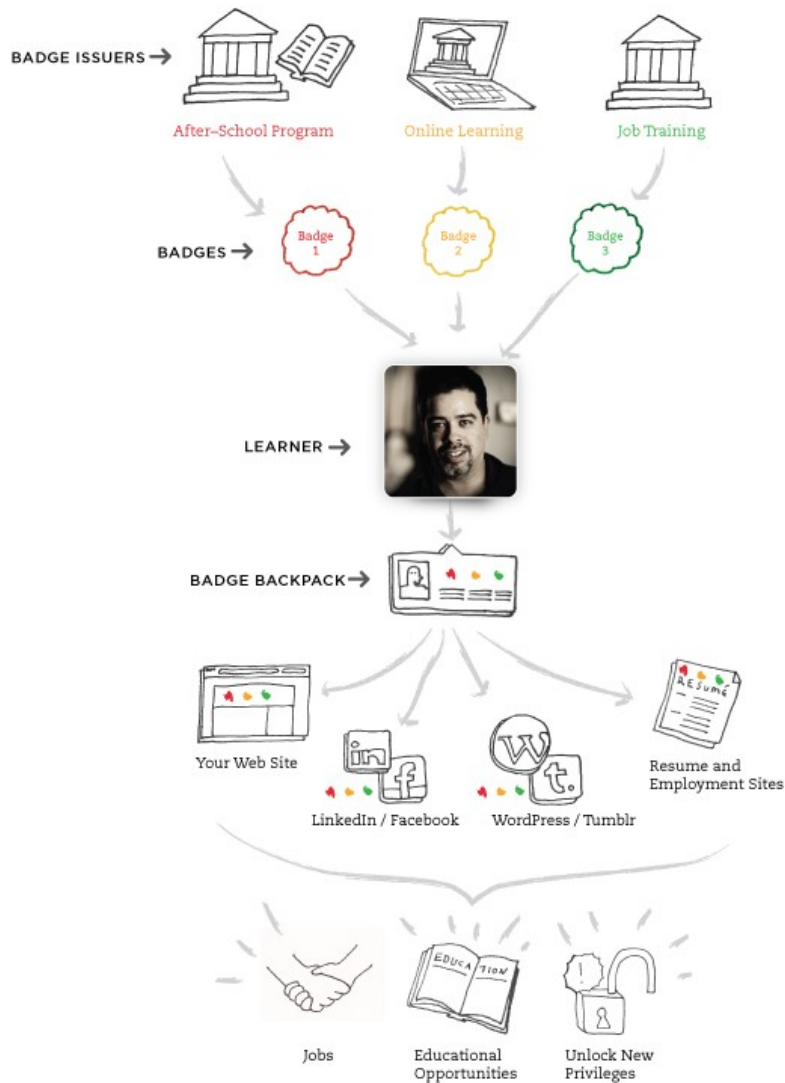 BADGE ISSUERS →
After–School Program
Online Learning
Job Training
BADGES →
Badge
1
Badge
2
Badge
3
LEARNER →
BADGE BACKPACK →
Your Web Site
in
f
LinkedIn / Facebook
W
t.
WordPress / Tumblr
RESUMÉ
Resume and
Employment Sites
EDUCATION
!
Jobs
Educational
Opportunities
Unlock New
Privileges